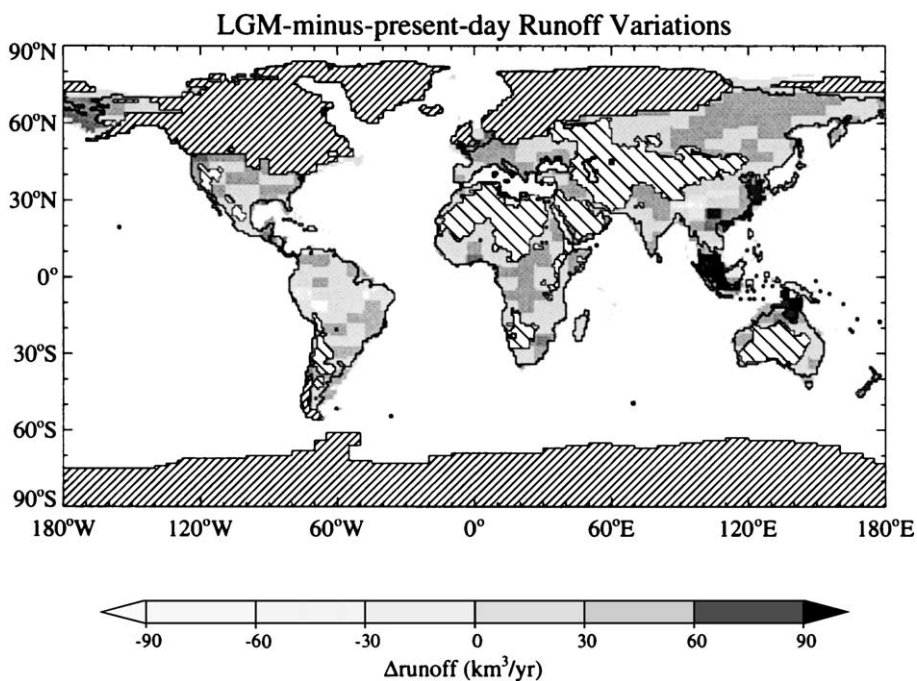 LGM-minus-present-day Runoff Variations
90°N
60°N
30°N
0°
30°S
60°S
90°S
180°W 120°W 60°W 0° 60°E 120°E 180°E
-90 -60 -30 0 30 60 90
Δrunoff (km³/yr)